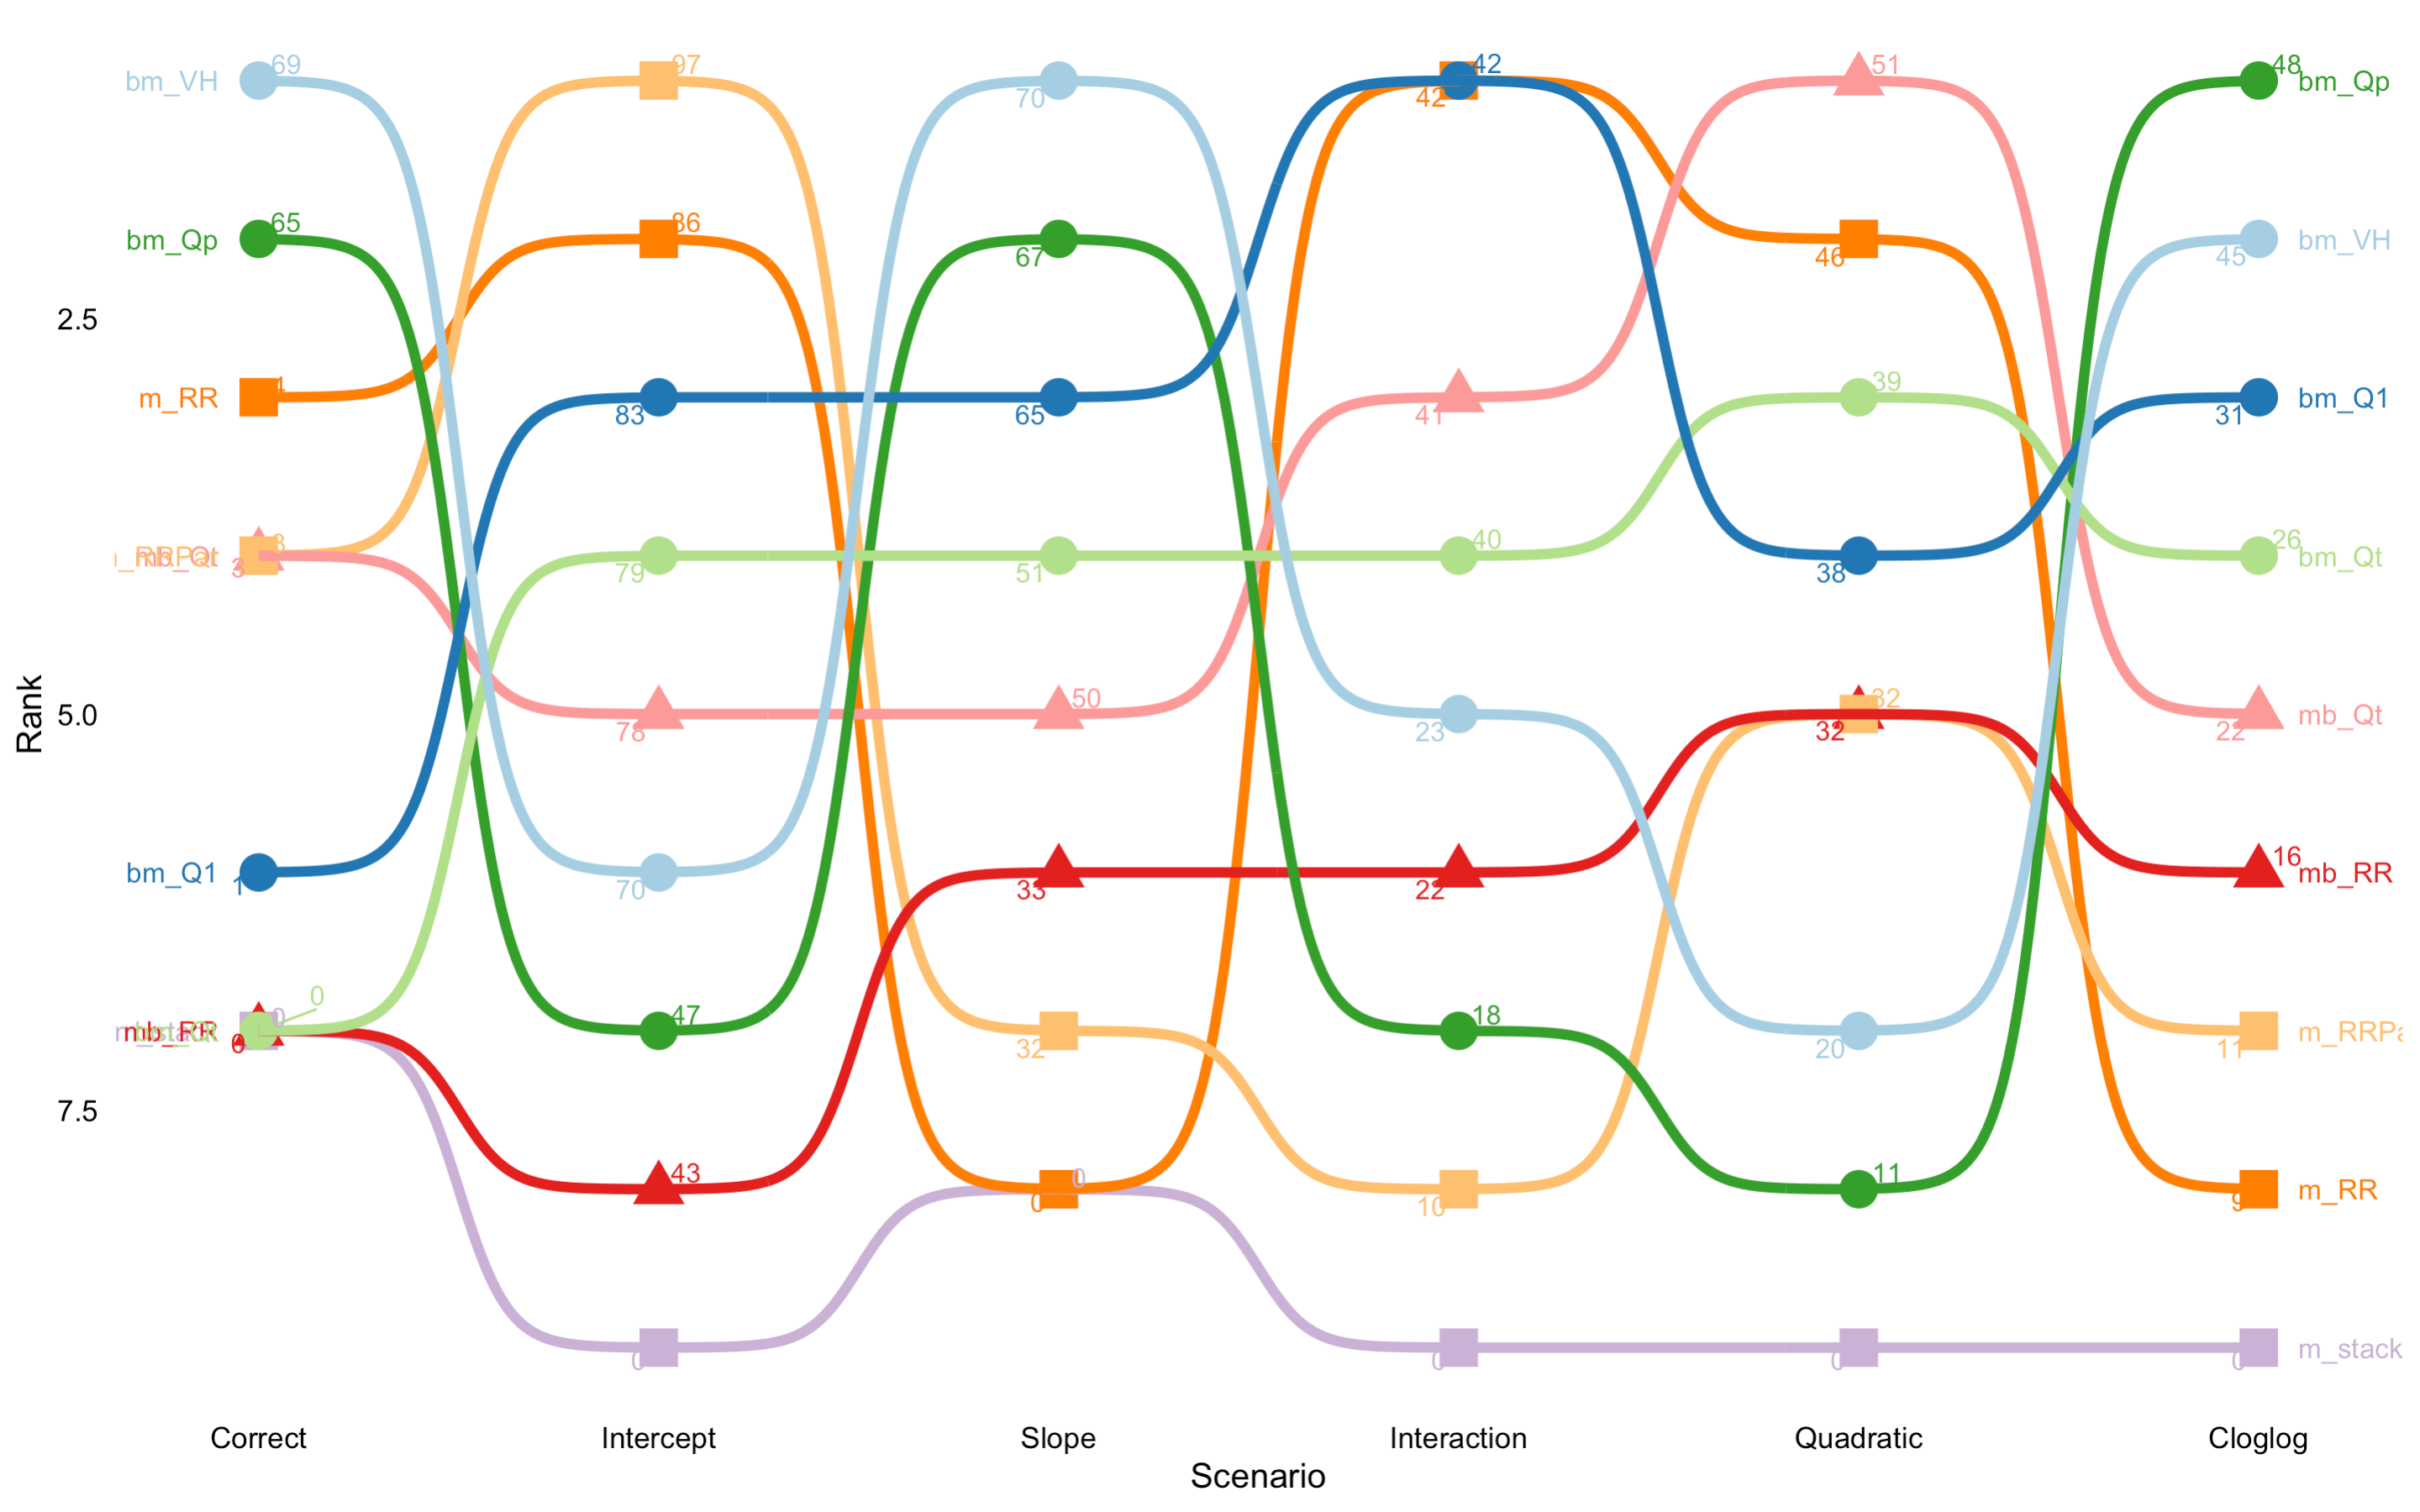 69 97 70 42 42 51 48
bm_VH bm_Qp
65 86 67 46 45
bm_Qp bm_VH
2.5
4 83 65 41 39 31
m_RR bm_Q1
3 3 79 51 40 38 26
mb_Qt bm_Qt
78 50 23 32 32 22
Rank 5.0 mb_Qt
1 70 33 22 16
bm_Q1 mb_RR
0 0 0 47 32 18 20 11
mb_RR m_RRPa
7.5
43 0 0 10 11 9
m_RR
0 0 0 0
m_stack
Correct Intercept Slope Interaction Quadratic Cloglog
Scenario